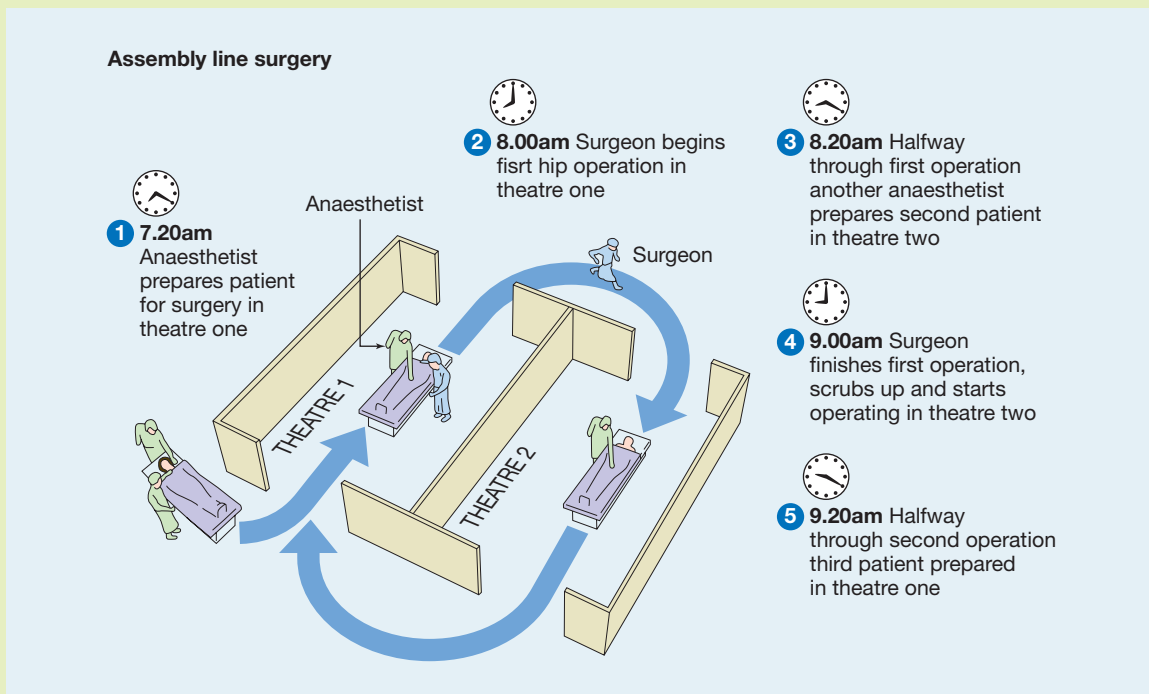 Assembly line surgery
1 7.20am
Anaesthetist
prepares patient
for surgery in
theatre one
Anaesthetist
2 8.00am Surgeon begins
fisrt hip operation in
theatre one
Surgeon
3 8.20am Halfway
through first operation
another anaesthetist
prepares second patient
in theatre two
4 9.00am Surgeon
finishes first operation,
scrubs up and starts
operating in theatre two
5 9.20am Halfway
through second operation
third patient prepared
in theatre one
THEATRE 1
THEATRE 2